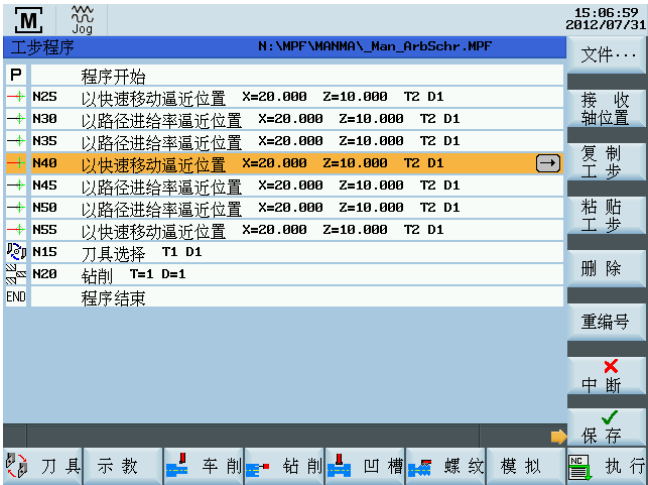 M
Jog
15:06:59
2012/07/31
工步程序 N:\MPF\MANMA\_Man_ArbSchr.MPF
P 程序开始
N25 以快速移动逼近位置 X=20.000 Z=10.000 T2 D1
N30 以路径进给率逼近位置 X=20.000 Z=10.000 T2 D1
N35 以路径进给率逼近位置 X=20.000 Z=10.000 T2 D1
N40 以快速移动逼近位置 X=20.000 Z=10.000 T2 D1
N45 以路径进给率逼近位置 X=20.000 Z=10.000 T2 D1
N50 以路径进给率逼近位置 X=20.000 Z=10.000 T2 D1
N55 以快速移动逼近位置 X=20.000 Z=10.000 T2 D1
N15 刀具选择 T1 D1
N20 钻削 T=1 D=1
END 程序结束
文件···
接 收
轴位置
复 制
工 步
粘 贴
工 步
删 除
重编号
中 断
保 存
刀 具 示 教 车 削 钻 削 凹 槽 螺 纹 模 拟 NC 执 行